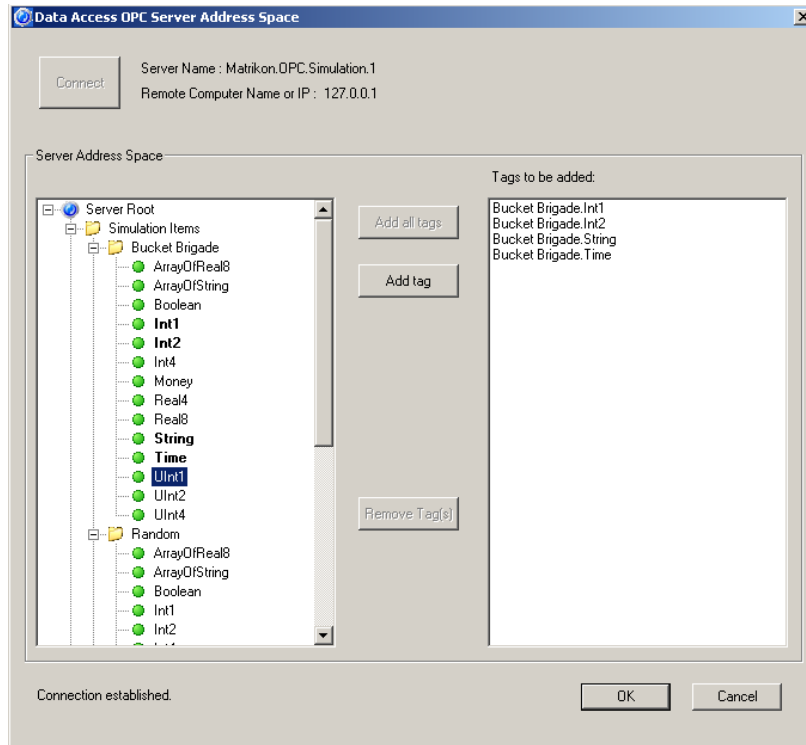 Data Access OPC Server Address Space
Connect
Server Name : Matrikon.OPC.Simulation.1
Remote Computer Name or IP : 127.0.0.1
Server Address Space
Tags to be added:
Server Root
Simulation Items
Bucket Brigade
ArrayOfReal8
ArrayOfString
Boolean
Int1
Int2
Int4
Money
Real4
Real8
String
Time
UInt1
UInt2
UInt4
Random
ArrayOfReal8
ArrayOfString
Boolean
Int1
Int2
Add all tags
Add tag
Remove Tag(s)
Bucket Brigade.Int1
Bucket Brigade.Int2
Bucket Brigade.String
Bucket Brigade.Time
Connection established.
OK
Cancel